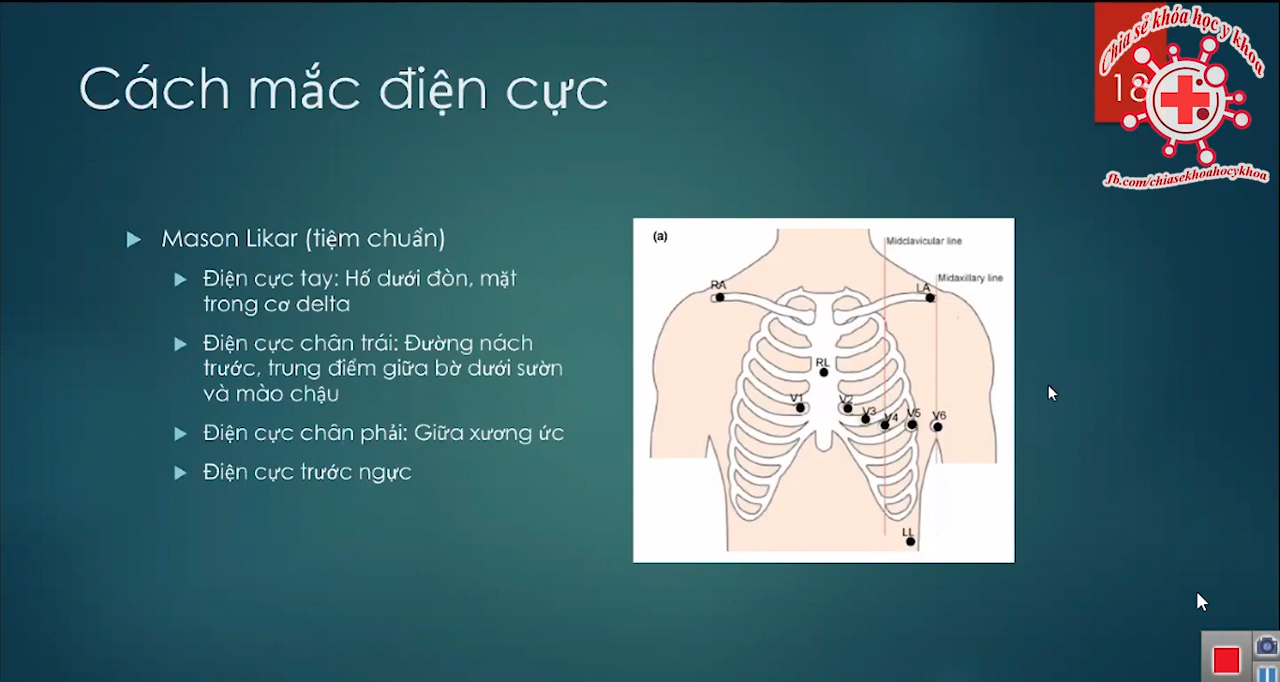 Cách mắc điện cực
Chia sẻ khóa học y khoa
18
fb.com/chiasekhoahocykhoa
Mason Likar (tiệm chuẩn)
Điện cực tay: Hố dưới đòn, mặt
trong cơ delta
Điện cực chân trái: Đường nách
trước, trung điểm giữa bờ dưới sườn
và mào chậu
Điện cực chân phải: Giữa xương ức
Điện cực trước ngực
(a)
Midclavicular line
Midaxillary line
RA
LA
RL
V1
V2
V3
V4
V5
V6
LL